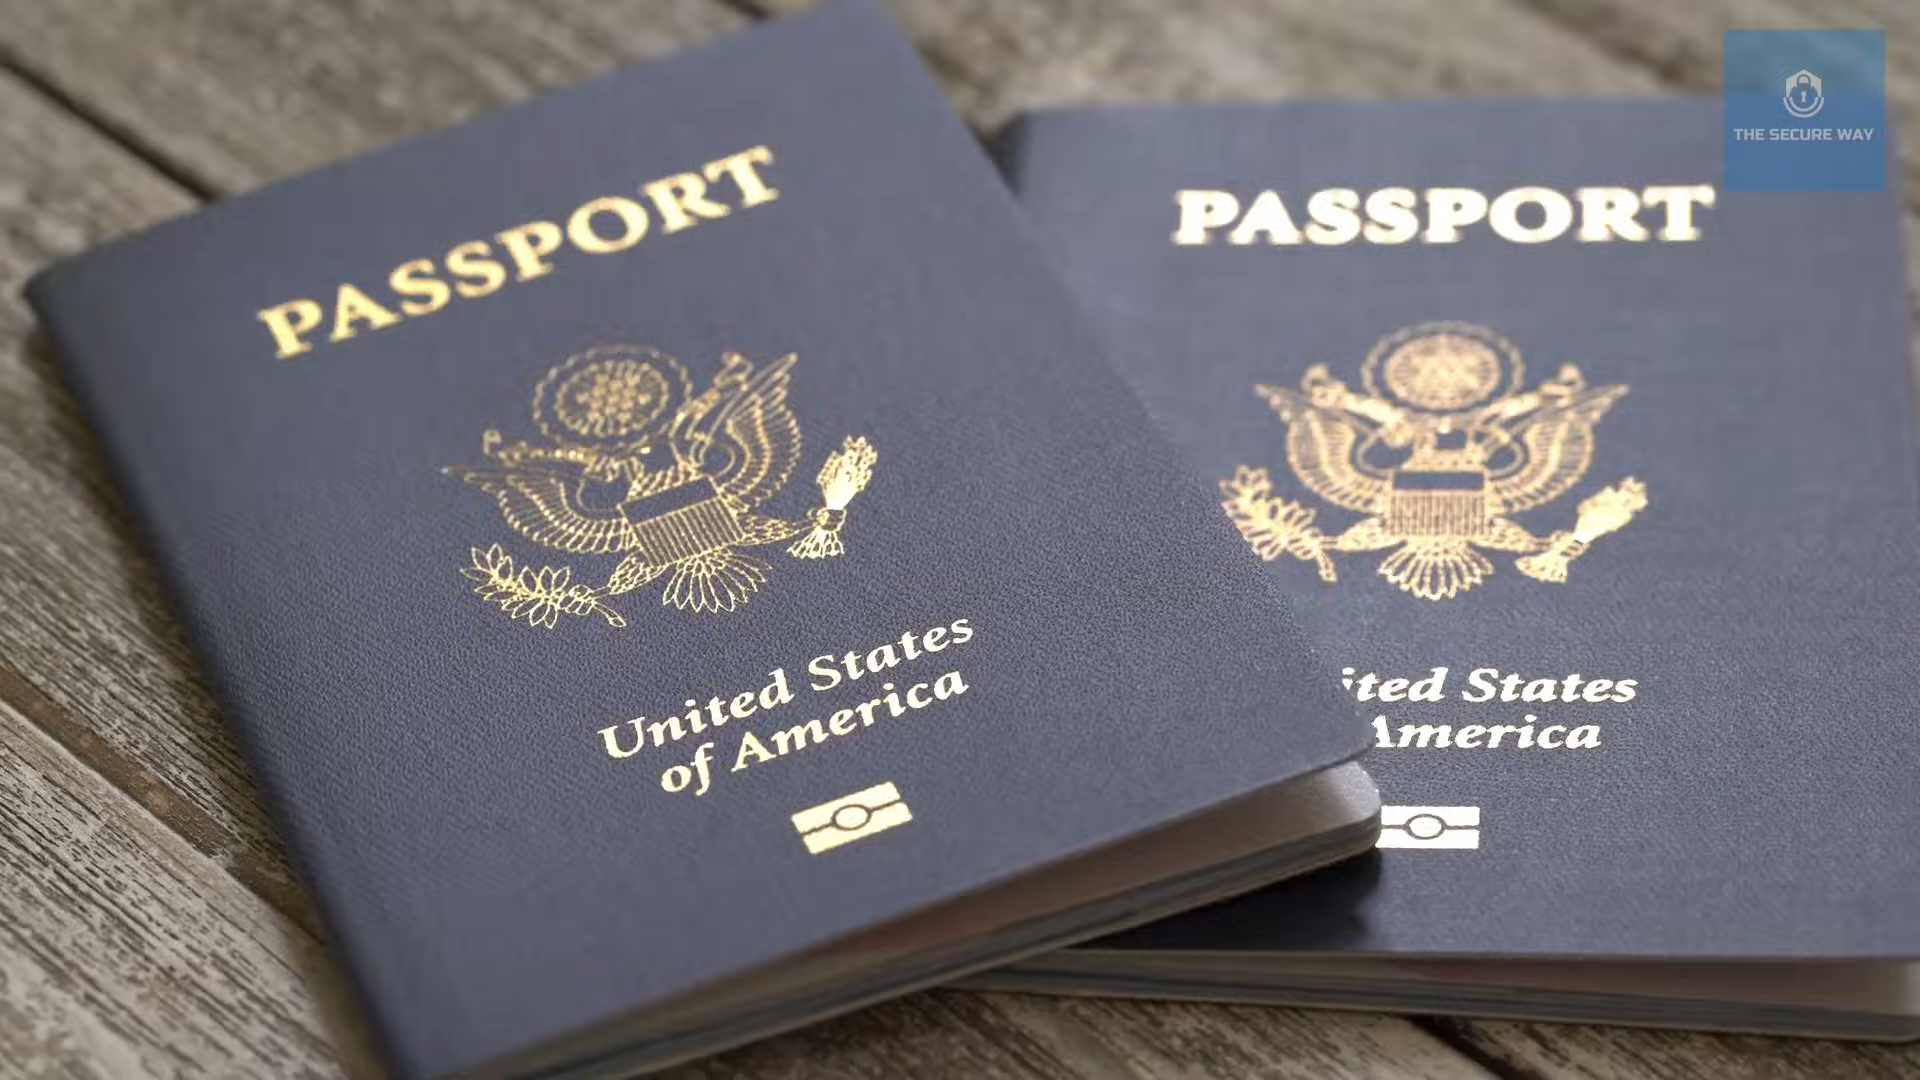 PASSPORT
United States
of America
PASSPORT
ited States
America
THE SECURE WAY